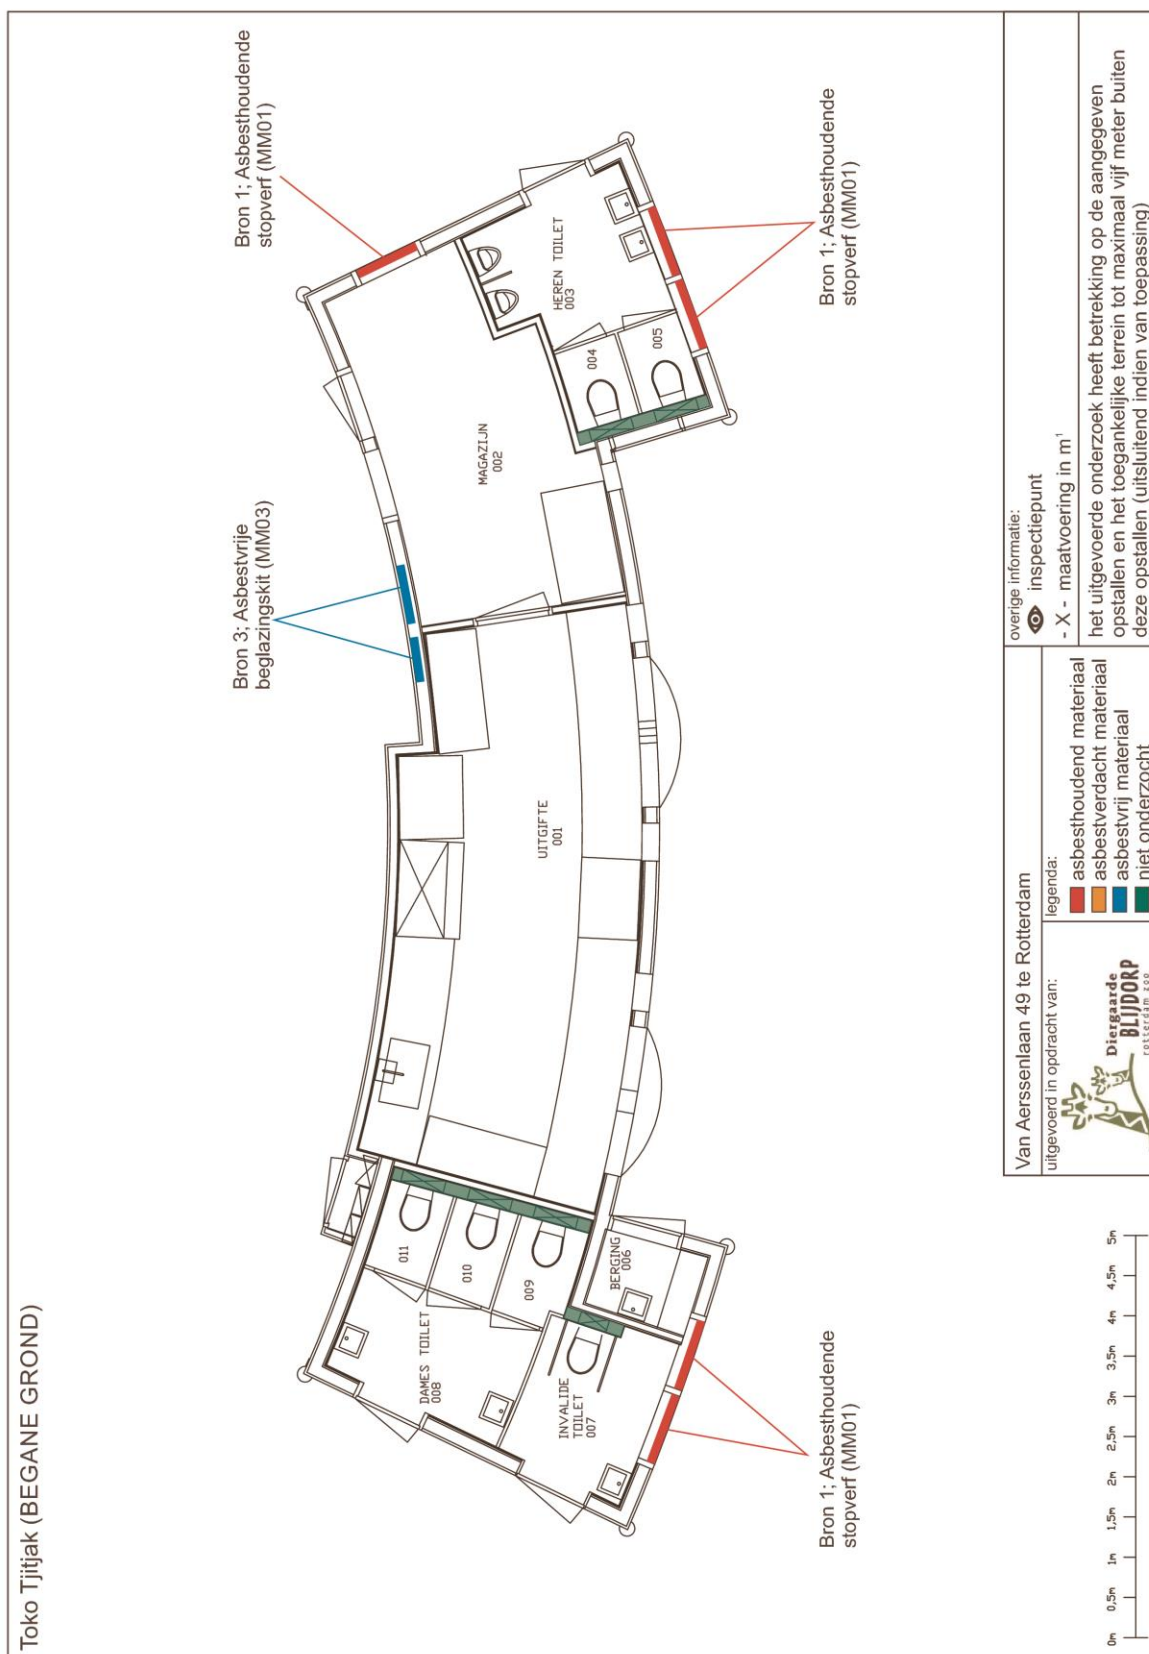 Toko Tjitjak (BEGANE GROND)
Bron 1; Asbesthoudende
stopverf (MM01)
Bron 3; Asbestvrije
beglazingskit (MM03)
DAMES TOILET
008
011
010
009
INVALIDE
TOILET
007
BERGING
006
UITGIFTE
001
MAGAZIJN
002
HEREN TOILET
003
004
005
Bron 1; Asbesthoudende
stopverf (MM01)
Bron 1; Asbesthoudende
stopverf (MM01)
0m 0,5m 1m 1,5m 2m 2,5m 3m 3,5m 4m 4,5m 5m
Van Aerssenlaan 49 te Rotterdam
uitgevoerd in opdracht van:
Diergaarde
BLIJDORP
rotterdam zoo
legenda:
asbesthoudend materiaal
asbestverdacht materiaal
asbestvrij materiaal
niet onderzocht
overige informatie:
inspectiepunt
- X - maatvoering in m¹
het uitgevoerde onderzoek heeft betrekking op de aangegeven
opstallen en het toegankelijke terrein tot maximaal vijf meter buiten
deze opstallen (uitsluitend indien van toepassing)